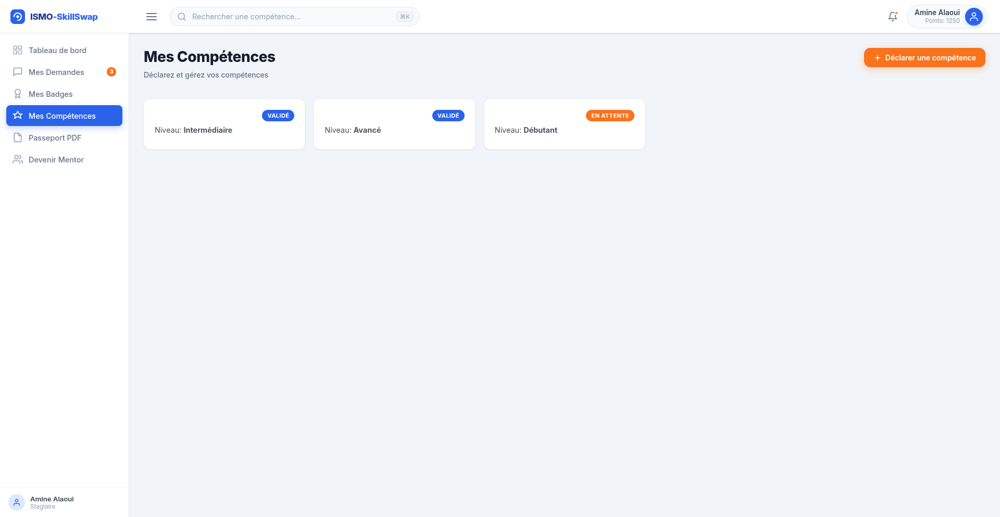 ISMO-SkillSwap
Rechercher une compétence...
⌘K
Amine Alaoui
Points: 1250
Tableau de bord
Mes Demandes
3
Mes Badges
Mes Compétences
Passeport PDF
Devenir Mentor
Mes Compétences
Déclarez et gérez vos compétences
+ Déclarer une compétence
VALIDÉ
Niveau: Intermédiaire
VALIDÉ
Niveau: Avancé
EN ATTENTE
Niveau: Débutant
Amine Alaoui
Stagiaire